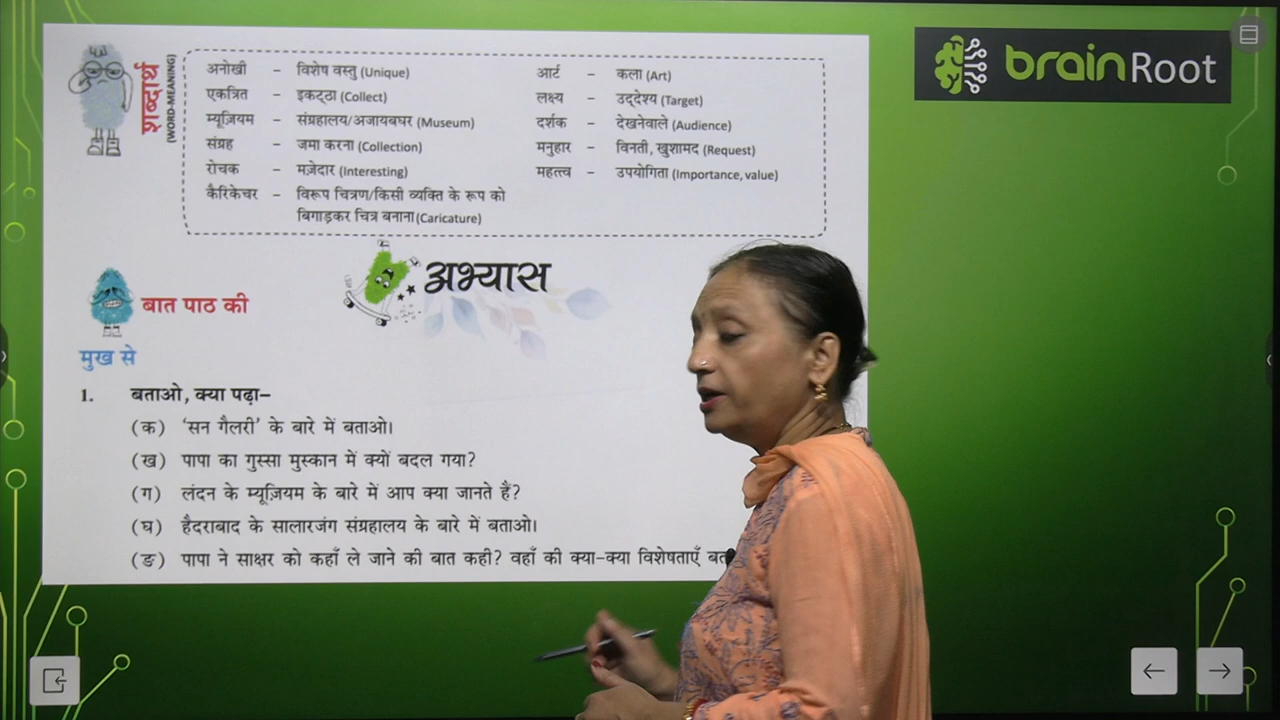 शब्दार्थ
(WORD-MEANING)
अनोखी – विशेष वस्तु (Unique)
एकत्रित – इकट्ठा (Collect)
म्यूज़ियम – संग्रहालय/अजायबघर (Museum)
संग्रह – जमा करना (Collection)
रोचक – मज़ेदार (Interesting)
कैरिकेचर – विरूप चित्रण/किसी व्यक्ति के रूप को
बिगाड़कर चित्र बनाना (Caricature)
आर्ट – कला (Art)
लक्ष्य – उद्देश्य (Target)
दर्शक – देखनेवाले (Audience)
मनुहार – विनती, खुशामद (Request)
महत्त्व – उपयोगिता (Importance, value)
brain Root
अभ्यास
बात पाठ की
मुख से
1. बताओ, क्या पढ़ा–
(क) ‘सन गैलरी’ के बारे में बताओ।
(ख) पापा का गुस्सा मुस्कान में क्यों बदल गया?
(ग) लंदन के म्यूज़ियम के बारे में आप क्या जानते हैं?
(घ) हैदराबाद के सालारजंग संग्रहालय के बारे में बताओ।
(ङ) पापा ने साक्षर को कहाँ ले जाने की बात कही? वहाँ की क्या-क्या विशेषताएँ